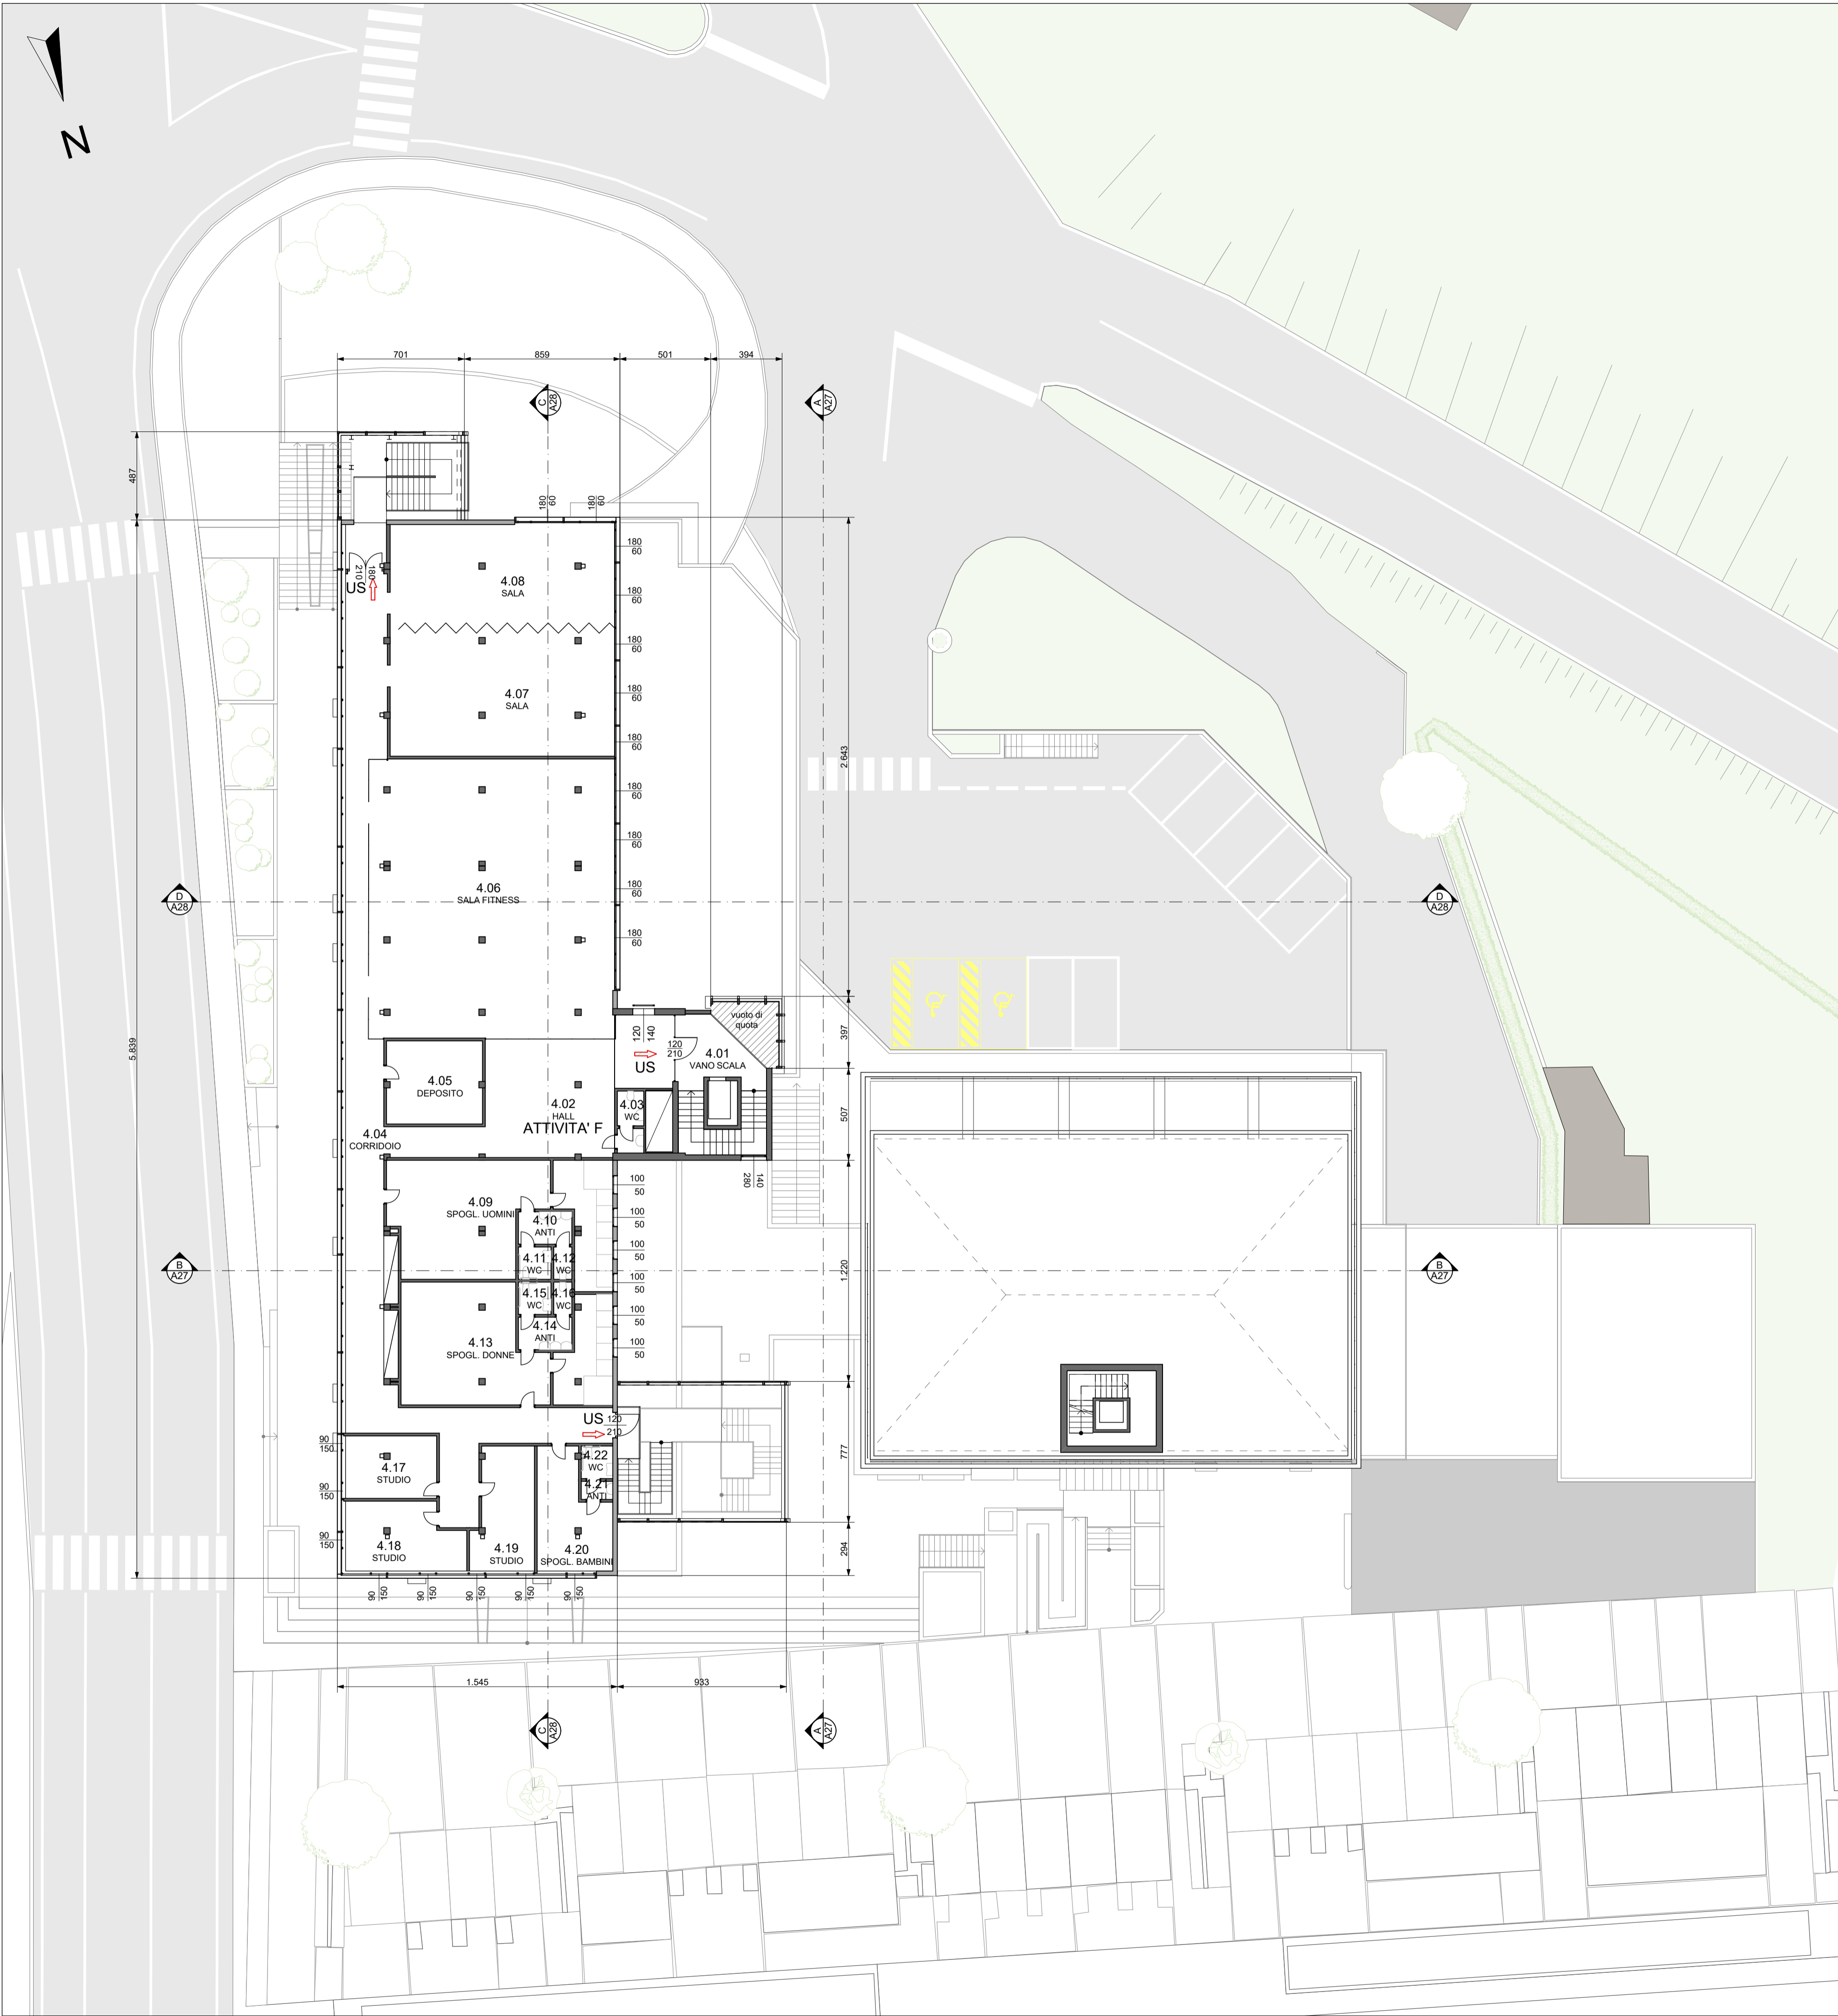 N
701
859
501
394
C
A28
A
A27
487
180
60
180
60
180
60
210
180
US
4.08
SALA
180
60
180
60
4.07
SALA
180
60
180
60
2.643
180
60
180
60
4.06
SALA FITNESS
180
60
D
A28
D
A28
180
60
5.839
vuoto di
quota
120
140
120
210
US
4.01
VANO SCALA
397
4.05
DEPOSITO
4.02
HALL
ATTIVITA' F
4.03
WC
507
4.04
CORRIDOIO
140
280
100
50
4.09
SPOGL. UOMINI
4.10
ANTI
100
50
4.11
WC
4.12
WC
100
50
B
A27
B
A27
1.220
100
50
4.15
WC
4.16
WC
100
50
4.14
ANTI
4.13
SPOGL. DONNE
100
50
US
120
210
777
90
150
4.17
STUDIO
4.22
WC
4.21
ANTI
90
150
90
150
4.18
STUDIO
4.19
STUDIO
4.20
SPOGL. BAMBINI
294
90
150
90
150
90
150
90
150
90
150
1.545
933
C
A28
A
A27